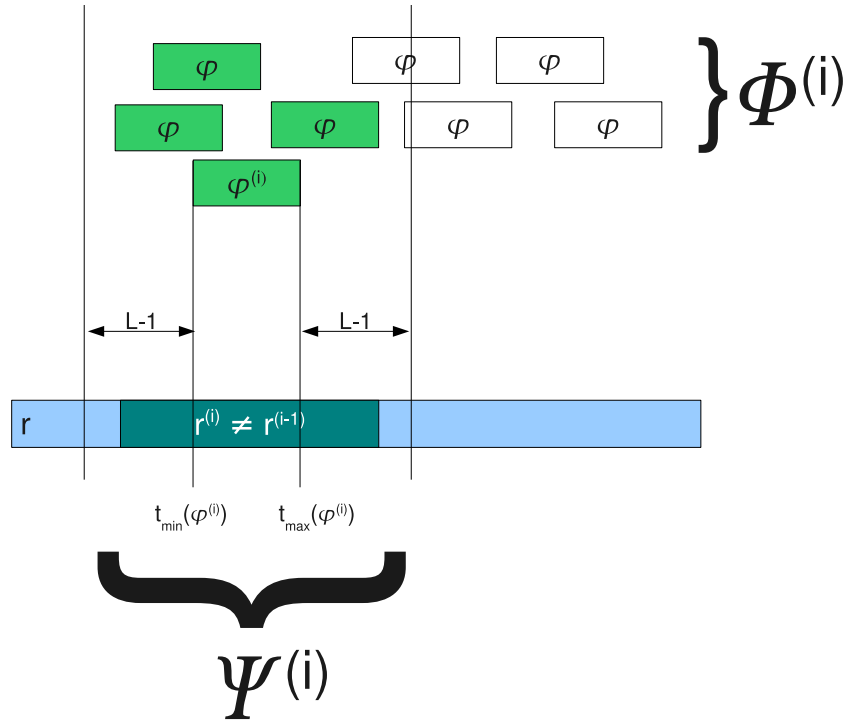 φ φ φ
φ φ φ φ
} Φ⁽ⁱ⁾
φ⁽ⁱ⁾
L-1 L-1
r r⁽ⁱ⁾ ≠ r⁽ⁱ⁻¹⁾
tₘᵢₙ(φ⁽ⁱ⁾) tₘₐₓ(φ⁽ⁱ⁾)
Ψ⁽ⁱ⁾